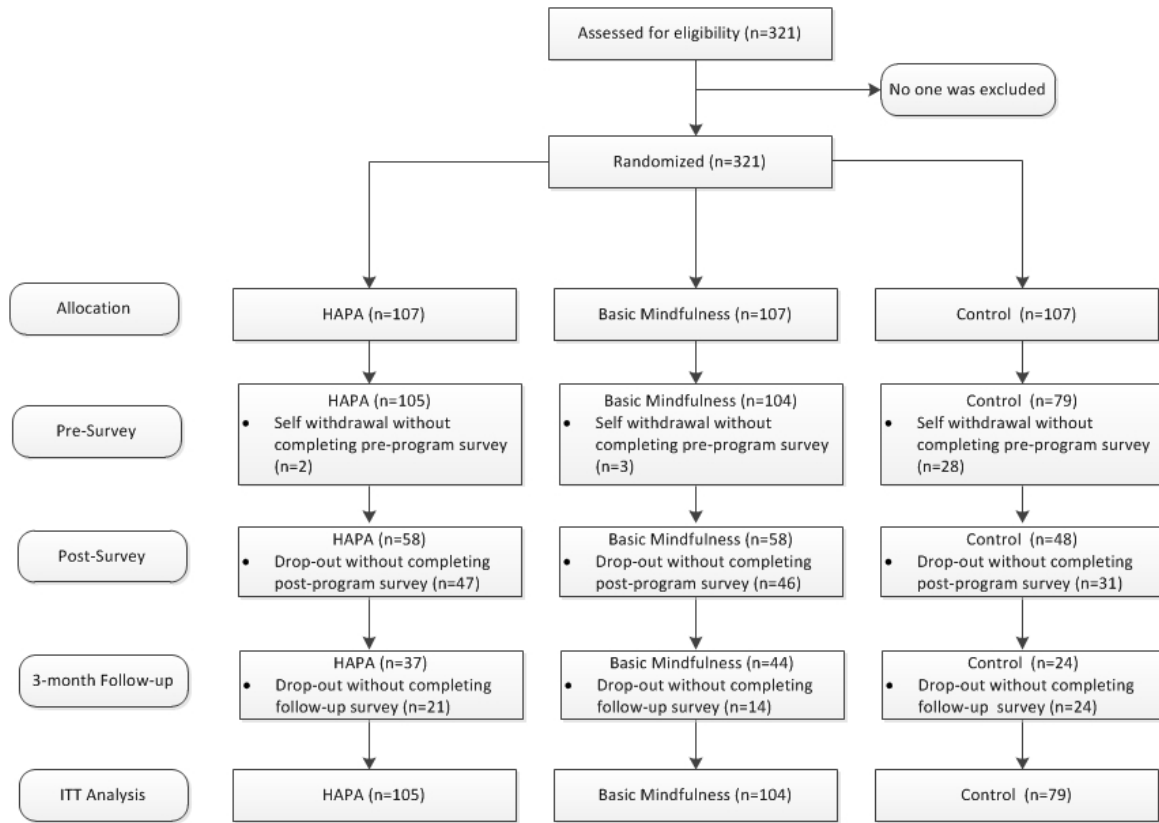 Assessed for eligibility (n=321)
No one was excluded
Randomized (n=321)
Allocation
HAPA (n=107)
Basic Mindfulness (n=107)
Control (n=107)
Pre-Survey
HAPA (n=105)
• Self withdrawal without
completing pre-program survey
(n=2)
Basic Mindfulness (n=104)
• Self withdrawal without
completing pre-program survey
(n=3)
Control (n=79)
• Self withdrawal without
completing pre-program survey
(n=28)
Post-Survey
HAPA (n=58)
• Drop-out without completing
post-program survey (n=47)
Basic Mindfulness (n=58)
• Drop-out without completing
post-program survey (n=46)
Control (n=48)
• Drop-out without completing
post-program survey (n=31)
3-month Follow-up
HAPA (n=37)
• Drop-out without completing
follow-up survey (n=21)
Basic Mindfulness (n=44)
• Drop-out without completing
follow-up survey (n=14)
Control (n=24)
• Drop-out without completing
follow-up survey (n=24)
ITT Analysis
HAPA (n=105)
Basic Mindfulness (n=104)
Control (n=79)